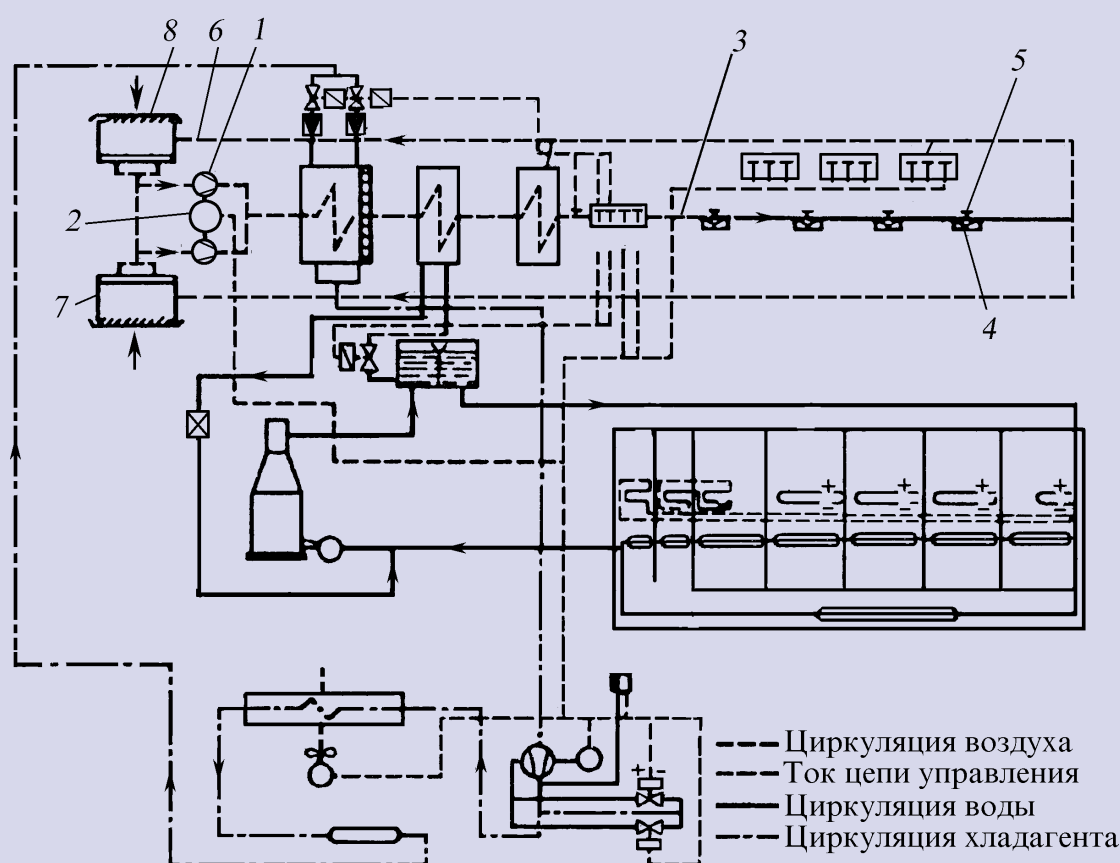 8 6 1
3
5
2
7
4
+ + + +
+ −
Циркуляция воздуха
Ток цепи управления
Циркуляция воды
Циркуляция хладагента